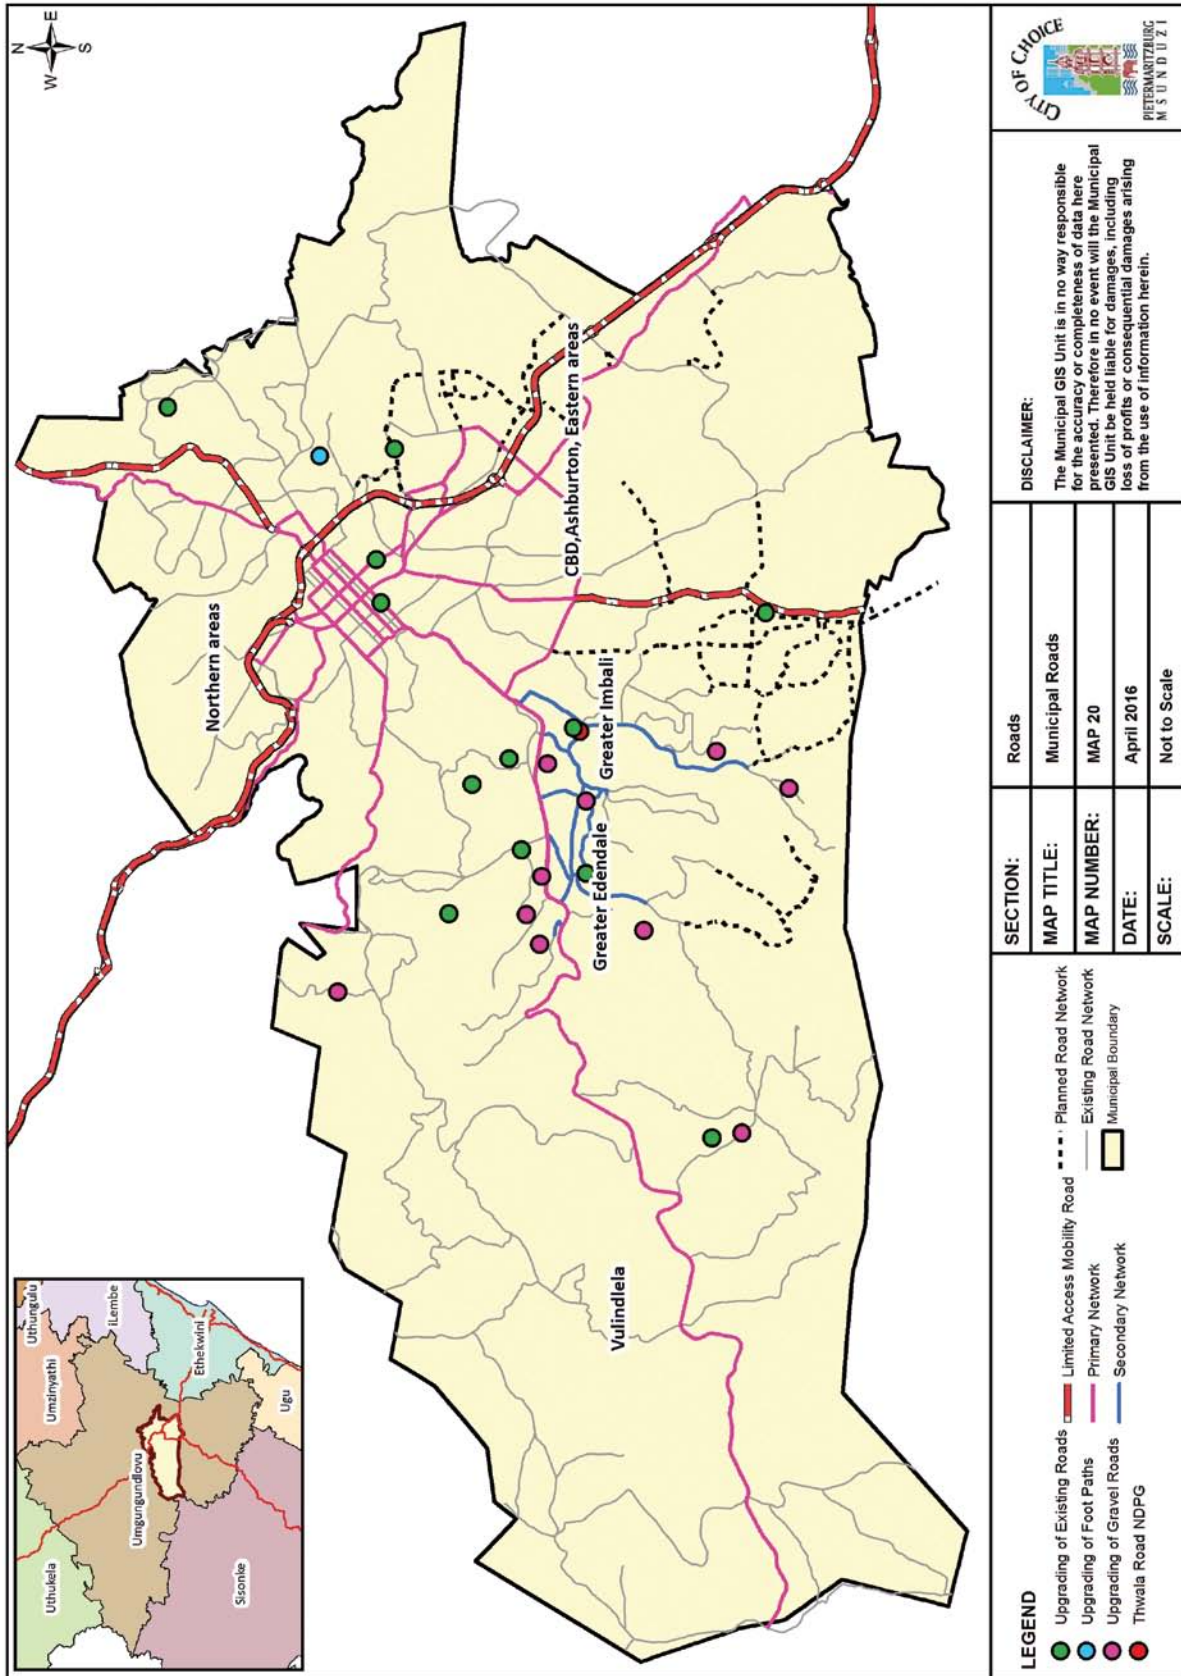 N
W
E
S
Uthukela
Umzinyathi
Uthungulu
iLembe
Umgungundlovu
Ethekwini
Sisonke
Ugu
Northern areas
CBD,Ashburton, Eastern areas
Greater Imbali
Greater Edendale
Vulindlela
LEGEND
Upgrading of Existing Roads
Upgrading of Foot Paths
Upgrading of Gravel Roads
Thwala Road NDPG
Limited Access Mobility Road
Primary Network
Secondary Network
Planned Road Network
Existing Road Network
Municipal Boundary
SECTION: Roads
MAP TITLE: Municipal Roads
MAP NUMBER: MAP 20
DATE: April 2016
SCALE: Not to Scale
DISCLAIMER:
The Municipal GIS Unit is in no way responsible
for the accuracy or completeness of data here
presented. Therefore in no event will the Municipal
GIS Unit be held liable for damages, including
loss of profits or consequential damages arising
from the use of information herein.
CITY OF CHOICE
PIETERMARITZBURG
MSUNDUZI